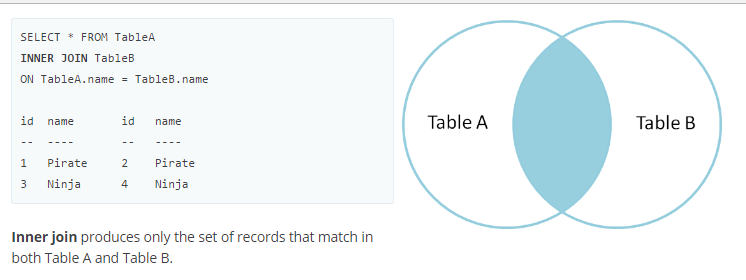 SELECT * FROM TableA
INNER JOIN TableB
ON TableA.name = TableB.name
id name id name
-- ---- -- ----
1 Pirate 2 Pirate
3 Ninja 4 Ninja
Table A
Table B
Inner join produces only the set of records that match in
both Table A and Table B.